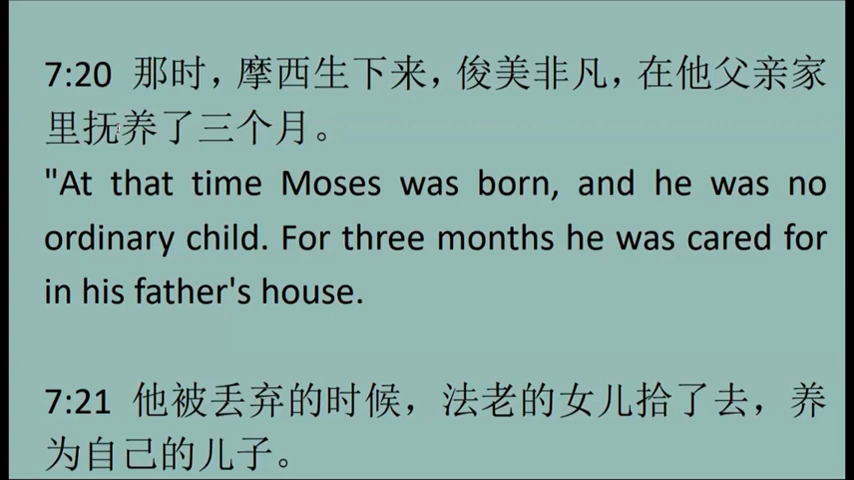 7:20 那时，摩西生下来，俊美非凡，在他父亲家
里抚养了三个月。
"At that time Moses was born, and he was no
ordinary child. For three months he was cared for
in his father's house.
7:21 他被丢弃的时候，法老的女儿拾了去，养
为自己的儿子。